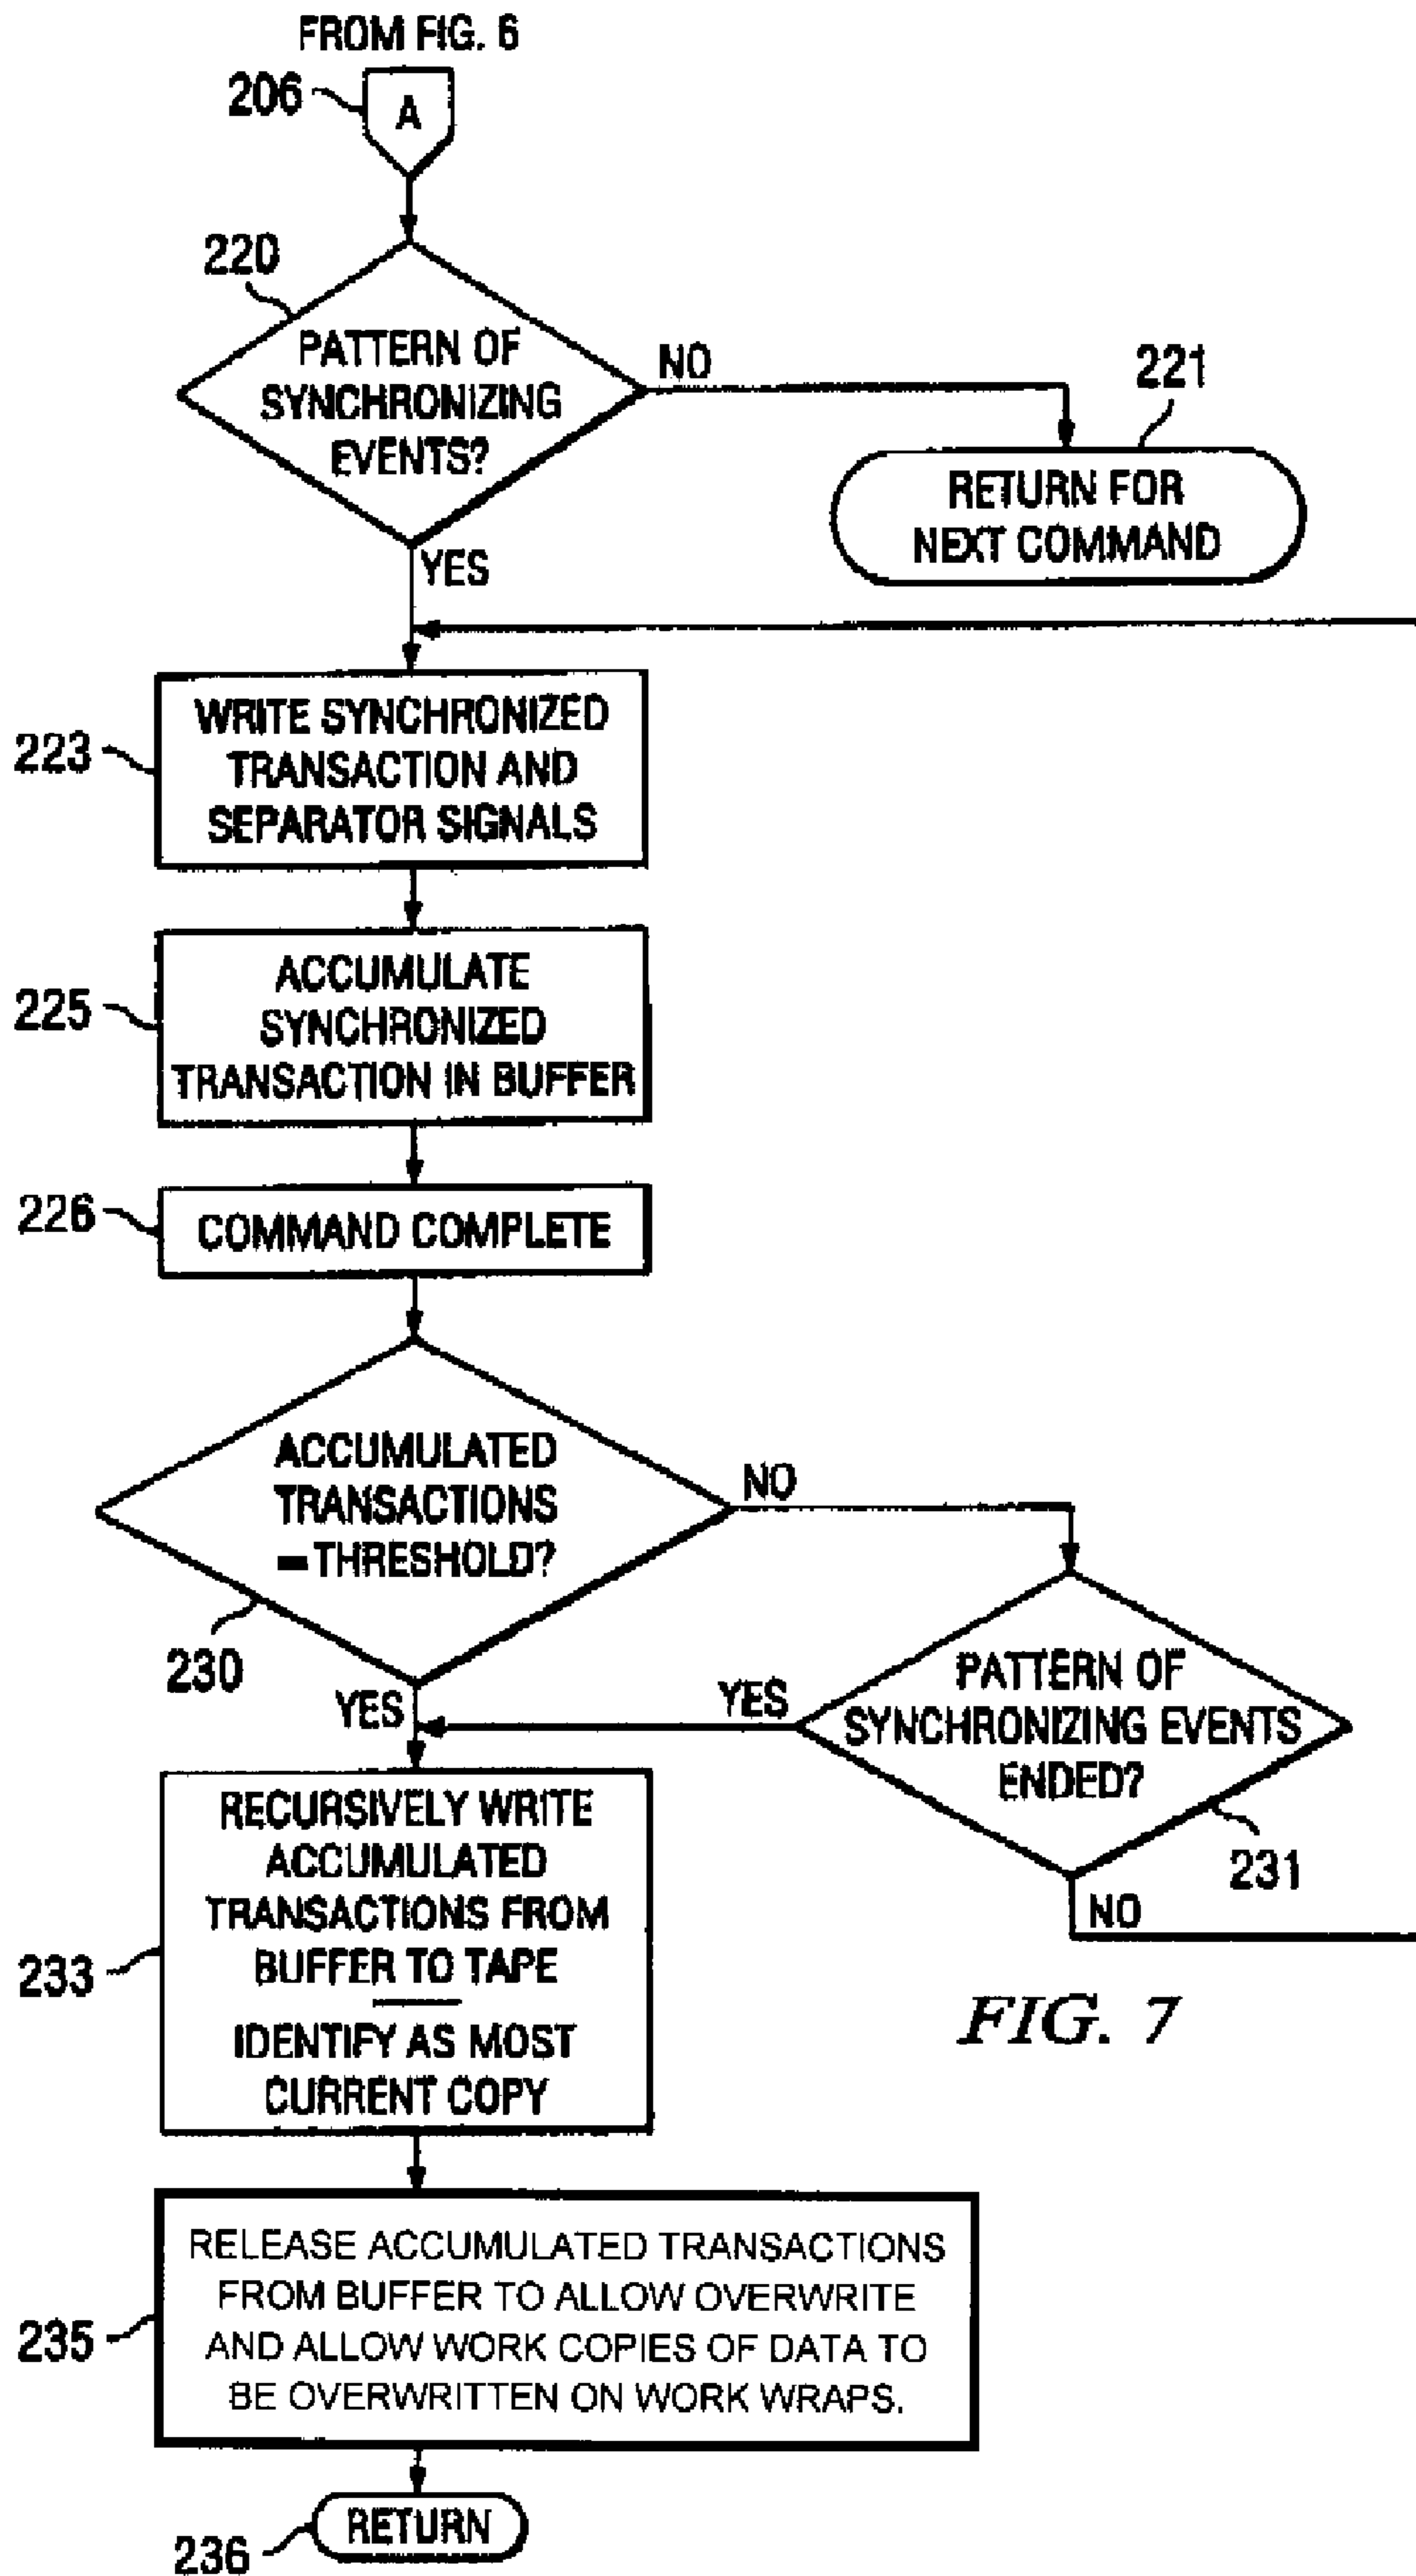 FROM FIG. 6
206
A
220
PATTERN OF
SYNCHRONIZING
EVENTS?
NO
221
RETURN FOR
NEXT COMMAND
YES
223
WRITE SYNCHRONIZED
TRANSACTION AND
SEPARATOR SIGNALS
225
ACCUMULATE
SYNCHRONIZED
TRANSACTION IN BUFFER
226
COMMAND COMPLETE
ACCUMULATED
TRANSACTIONS
=THRESHOLD?
NO
230
YES
PATTERN OF
SYNCHRONIZING EVENTS
ENDED?
YES
231
NO
233
RECURSIVELY WRITE
ACCUMULATED
TRANSACTIONS FROM
BUFFER TO TAPE
IDENTIFY AS MOST
CURRENT COPY
FIG. 7
235
RELEASE ACCUMULATED TRANSACTIONS
FROM BUFFER TO ALLOW OVERWRITE
AND ALLOW WORK COPIES OF DATA TO
BE OVERWRITTEN ON WORK WRAPS.
236
RETURN